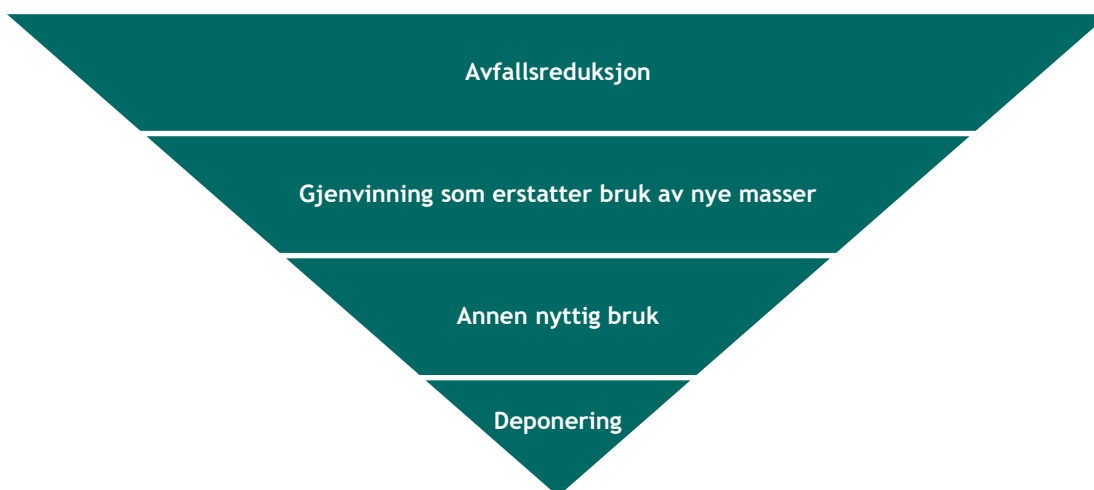 Avfallsreduksjon
Gjenvinning som erstatter bruk av nye masser
Annen nyttig bruk
Deponering